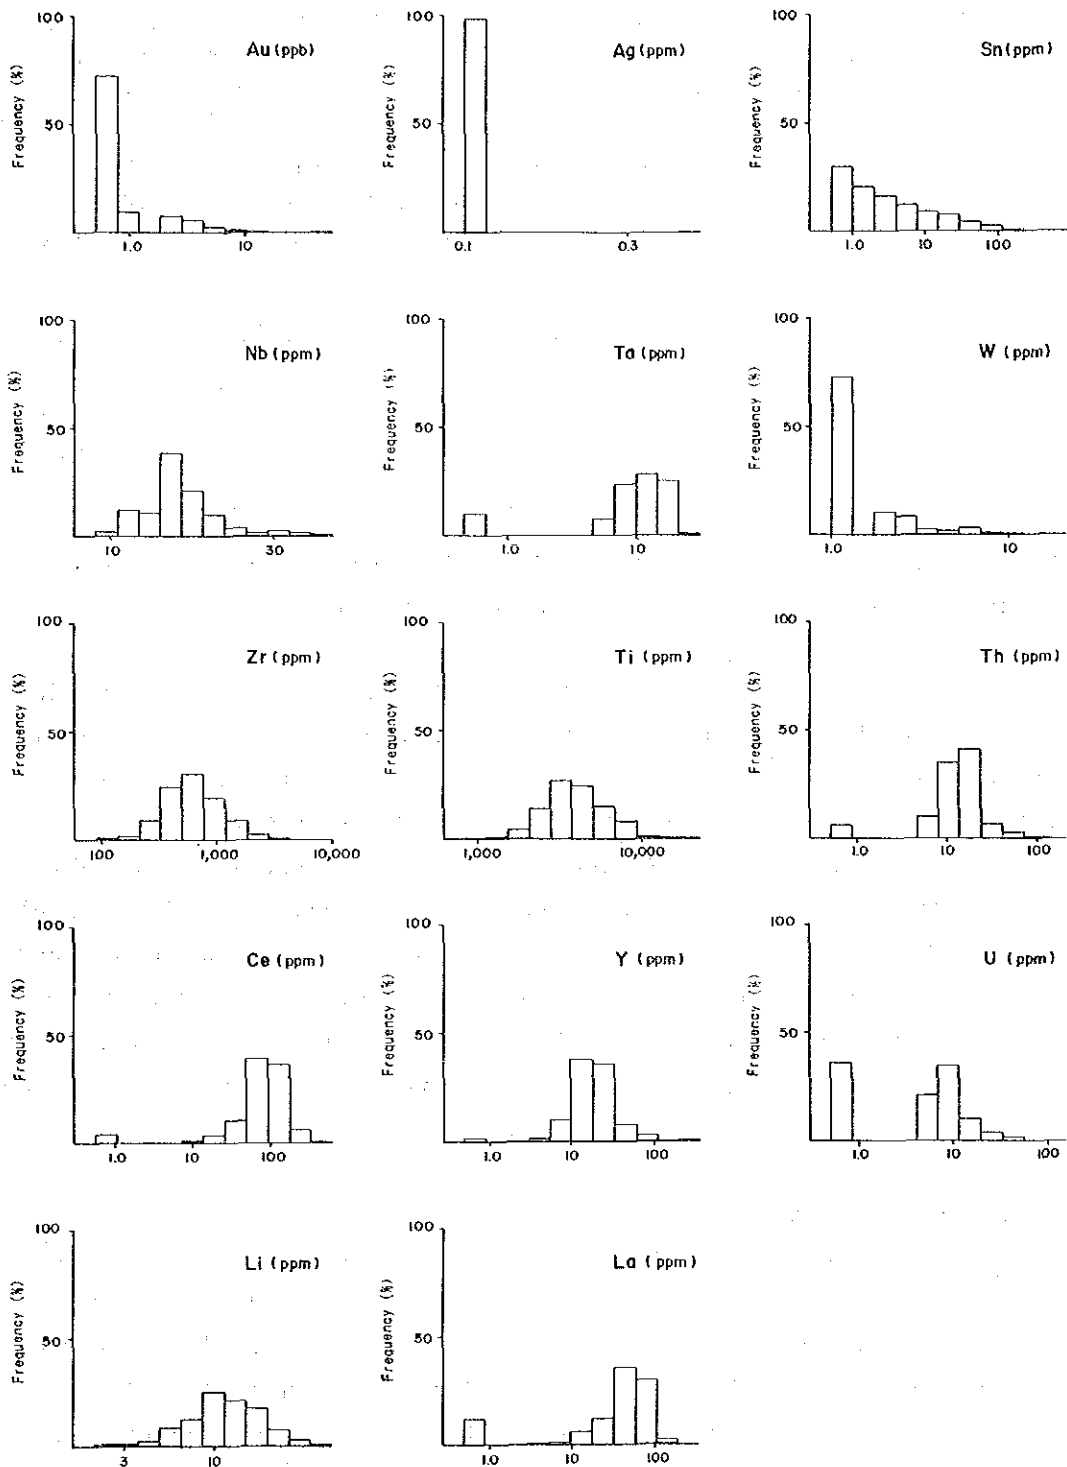 100
50
Frequency (%)
Au (ppb)
1.0 10
100
50
Frequency (%)
Ag (ppm)
0.1 0.3
100
50
Frequency (%)
Sn (ppm)
1.0 10 100
100
50
Frequency (%)
Nb (ppm)
10 30
100
50
Frequency (%)
Ta (ppm)
1.0 10
100
50
Frequency (%)
W (ppm)
1.0 10
100
50
Frequency (%)
Zr (ppm)
100 1,000 10,000
100
50
Frequency (%)
Ti (ppm)
1,000 10,000
100
50
Frequency (%)
Th (ppm)
1.0 10 100
100
50
Frequency (%)
Ce (ppm)
1.0 10 100
100
50
Frequency (%)
Y (ppm)
1.0 10 100
100
50
Frequency (%)
U (ppm)
1.0 10 100
100
50
Frequency (%)
Li (ppm)
3 10
100
50
Frequency (%)
La (ppm)
1.0 10 100